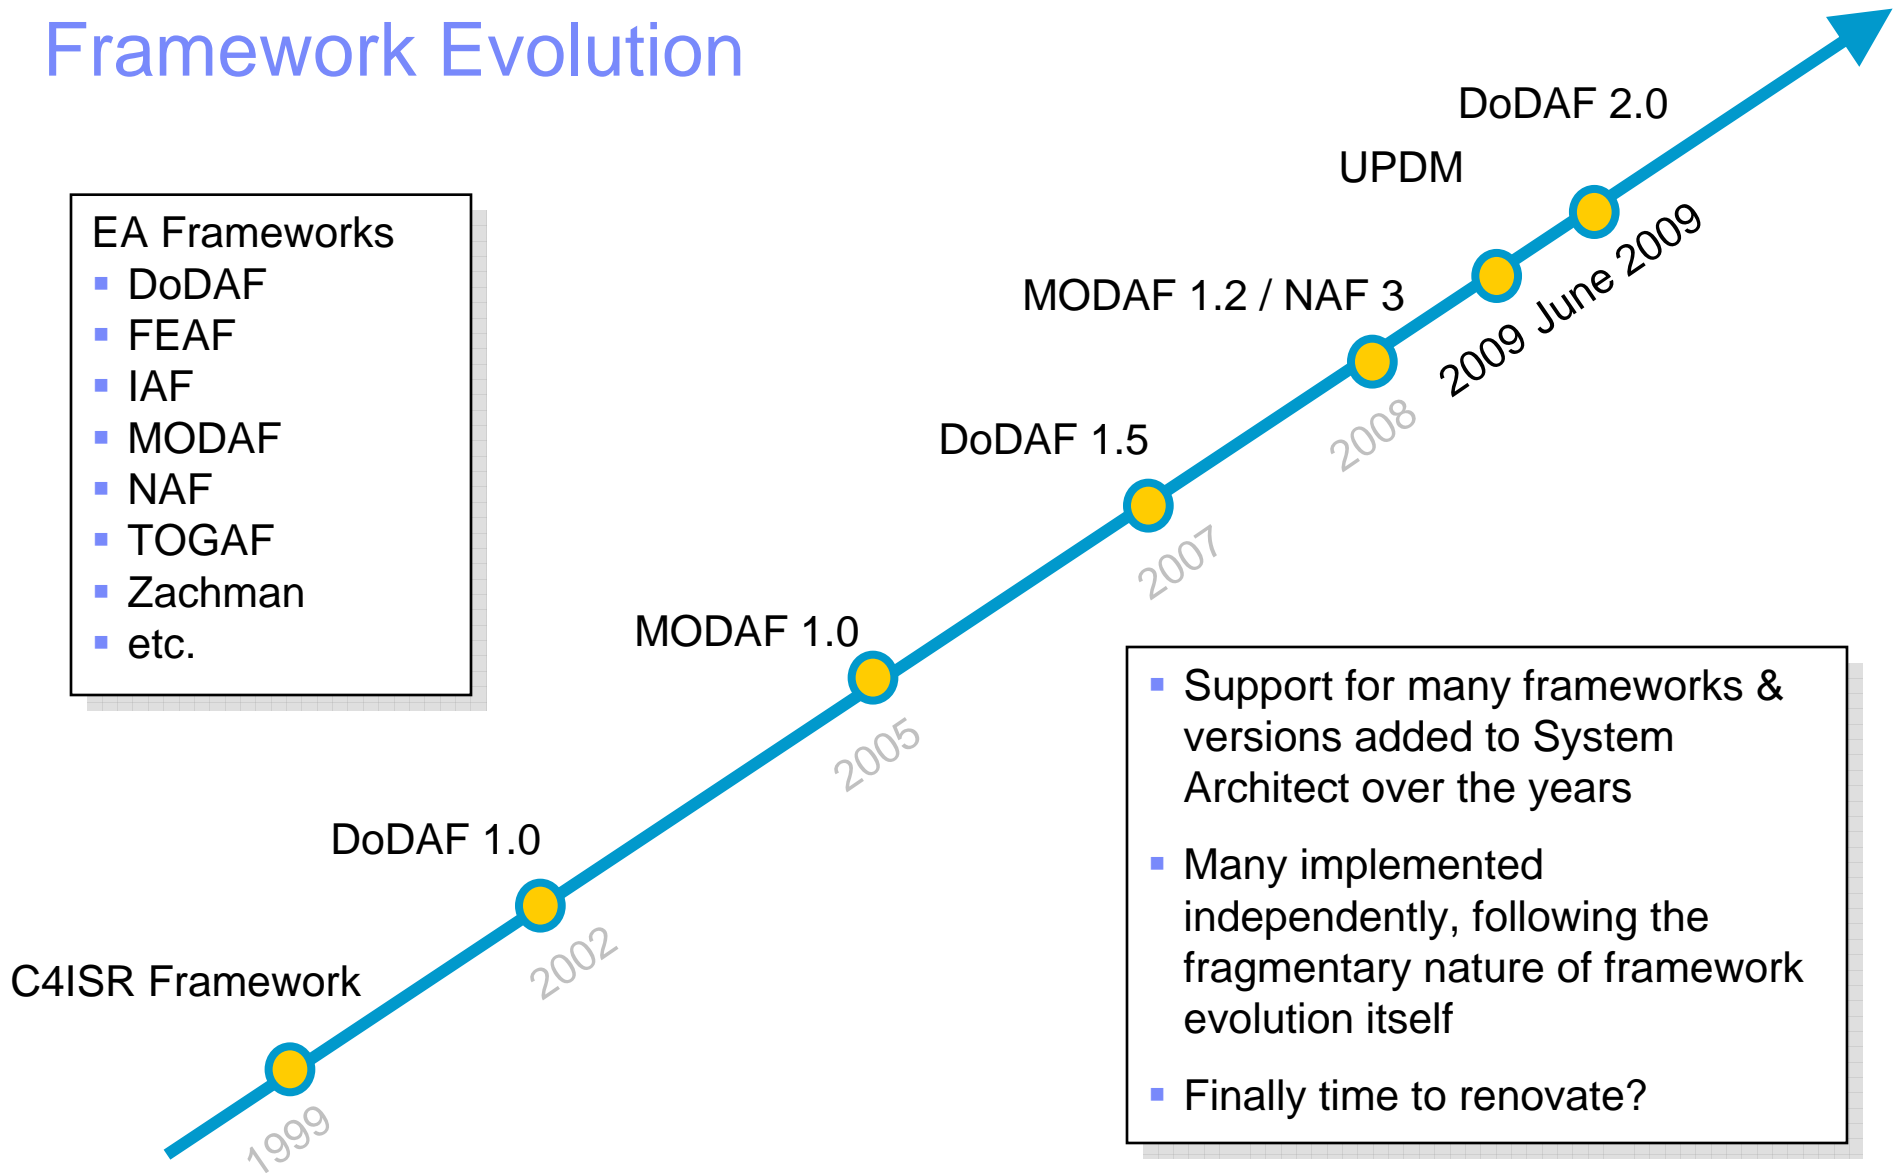 Framework Evolution
EA Frameworks
DoDAF
FEAF
IAF
MODAF
NAF
TOGAF
Zachman
etc.
DoDAF 2.0
UPDM
2009 June 2009
MODAF 1.2 / NAF 3
2008
DoDAF 1.5
2007
MODAF 1.0
2005
DoDAF 1.0
2002
C4ISR Framework
1999
Support for many frameworks &
versions added to System
Architect over the years
Many implemented
independently, following the
fragmentary nature of framework
evolution itself
Finally time to renovate?